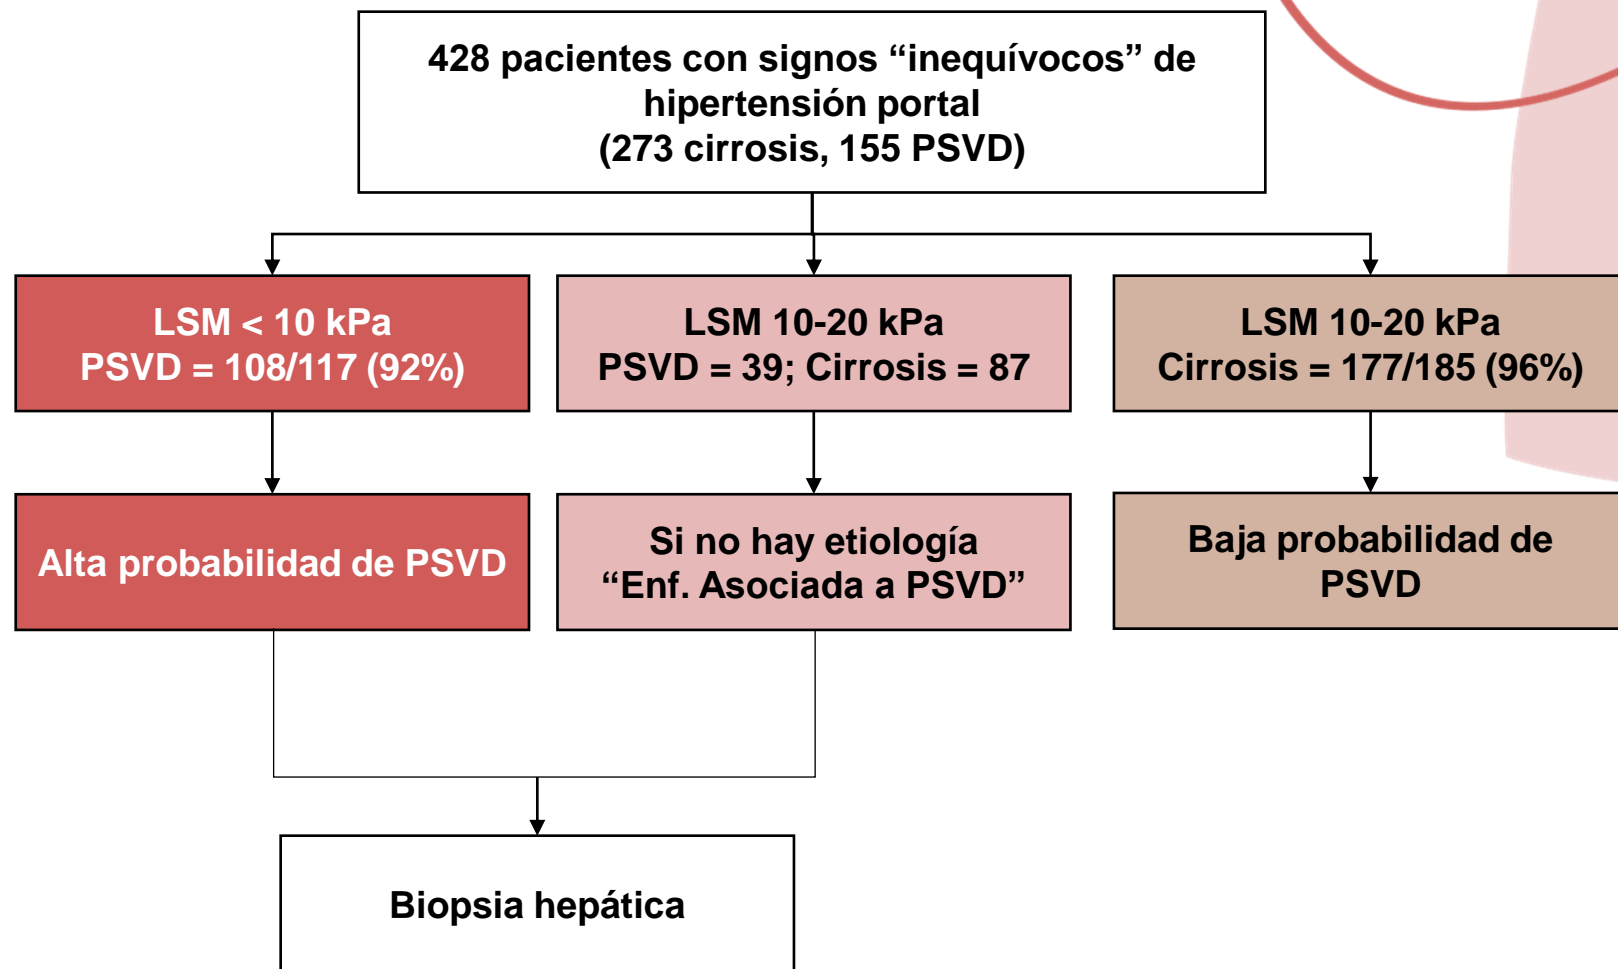 428 pacientes con signos “inequívocos” de
hipertensión portal
(273 cirrosis, 155 PSVD)
LSM < 10 kPa
PSVD = 108/117 (92%)
LSM 10-20 kPa
PSVD = 39; Cirrosis = 87
LSM 10-20 kPa
Cirrosis = 177/185 (96%)
Alta probabilidad de PSVD
Si no hay etiología
“Enf. Asociada a PSVD”
Baja probabilidad de
PSVD
Biopsia hepática